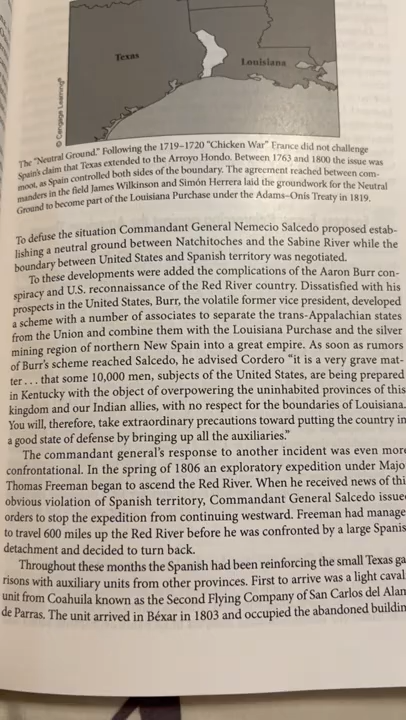 Texas
Louisiana
© Cengage Learning®
The "Neutral Ground." Following the 1719–1720 "Chicken War" France did not challenge
Spain's claim that Texas extended to the Arroyo Hondo. Between 1763 and 1800 the issue was
moot, as Spain controlled both sides of the boundary. The agreement reached between com-
manders in the field James Wilkinson and Simón Herrera laid the groundwork for the Neutral
Ground to become part of the Louisiana Purchase under the Adams–Onís Treaty in 1819.
To defuse the situation Commandant General Nemecio Salcedo proposed estab-
lishing a neutral ground between Natchitoches and the Sabine River while the
boundary between United States and Spanish territory was negotiated.
To these developments were added the complications of the Aaron Burr con-
spiracy and U.S. reconnaissance of the Red River country. Dissatisfied with his
prospects in the United States, Burr, the volatile former vice president, developed
a scheme with a number of associates to separate the trans-Appalachian states
from the Union and combine them with the Louisiana Purchase and the silver
mining region of northern New Spain into a great empire. As soon as rumors
of Burr's scheme reached Salcedo, he advised Cordero "it is a very grave mat-
ter . . . that some 10,000 men, subjects of the United States, are being prepared
in Kentucky with the object of overpowering the uninhabited provinces of this
kingdom and our Indian allies, with no respect for the boundaries of Louisiana.
You will, therefore, take extraordinary precautions toward putting the country in
a good state of defense by bringing up all the auxiliaries."
The commandant general's response to another incident was even more
confrontational. In the spring of 1806 an exploratory expedition under Majo
Thomas Freeman began to ascend the Red River. When he received news of thi
obvious violation of Spanish territory, Commandant General Salcedo issue
orders to stop the expedition from continuing westward. Freeman had manage
to travel 600 miles up the Red River before he was confronted by a large Spanis
detachment and decided to turn back.
Throughout these months the Spanish had been reinforcing the small Texas ga
risons with auxiliary units from other provinces. First to arrive was a light caval
unit from Coahuila known as the Second Flying Company of San Carlos del Alan
de Parras. The unit arrived in Béxar in 1803 and occupied the abandoned buildin